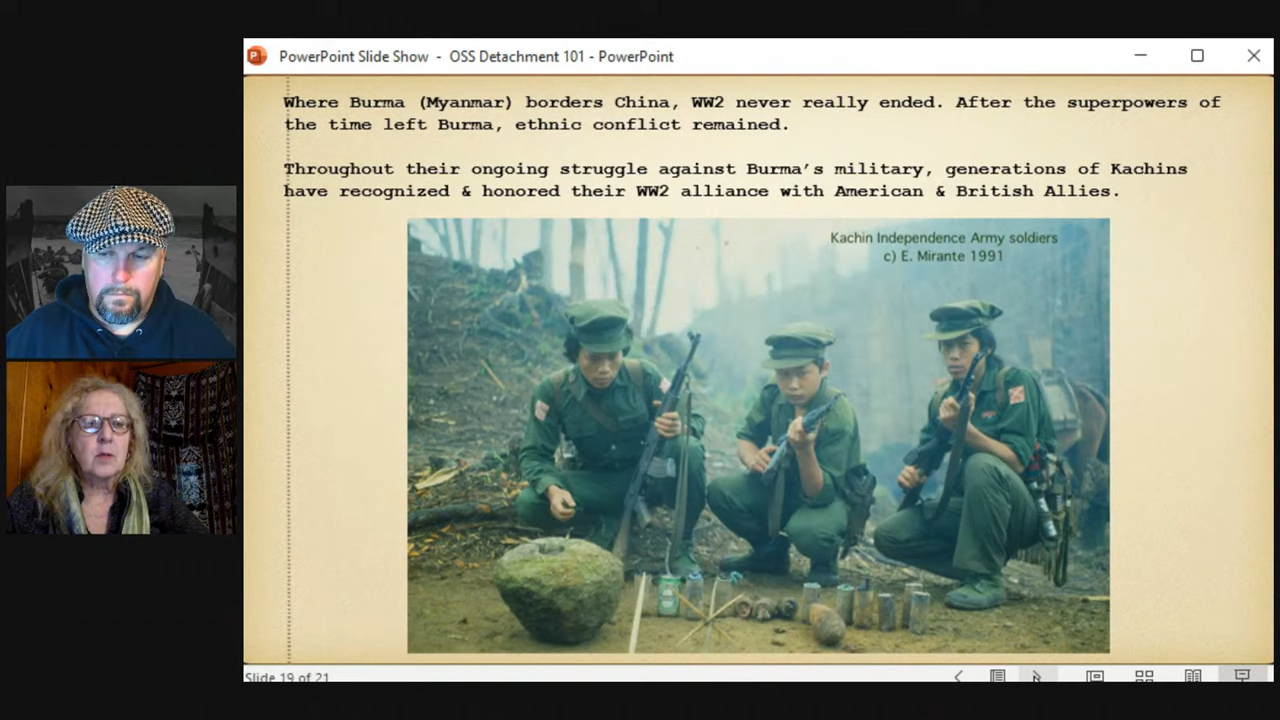 PowerPoint Slide Show - OSS Detachment 101 - PowerPoint
Where Burma (Myanmar) borders China, WW2 never really ended. After the superpowers of
the time left Burma, ethnic conflict remained.
Throughout their ongoing struggle against Burma’s military, generations of Kachins
have recognized & honored their WW2 alliance with American & British Allies.
Kachin Independence Army soldiers
c) E. Mirante 1991
Slide 19 of 21